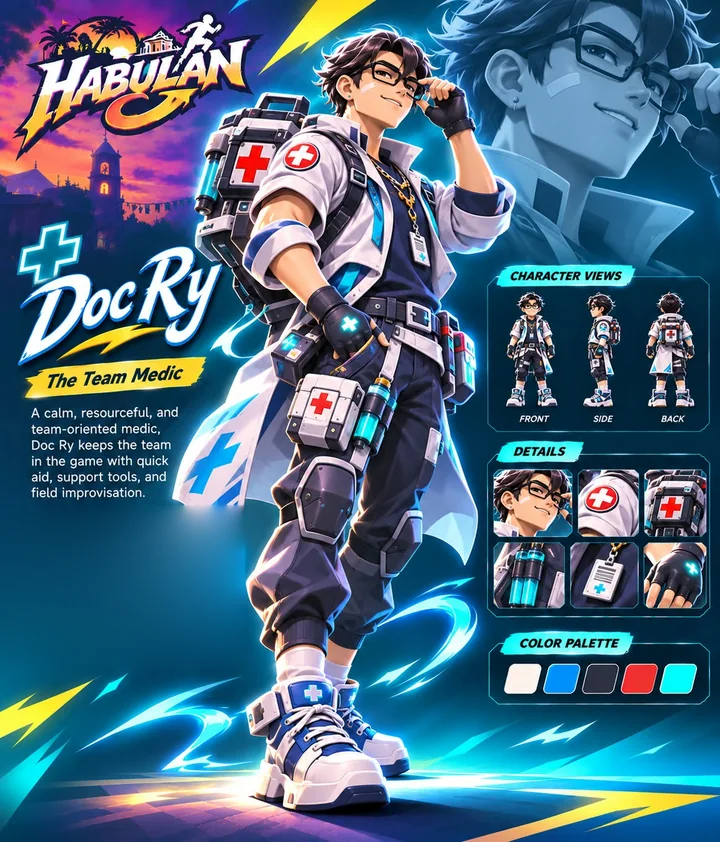 HABULAN
Doc Ry
The Team Medic
A calm, resourceful, and
team-oriented medic,
Doc Ry keeps the team
in the game with quick
aid, support tools, and
field improvisation.
CHARACTER VIEWS
FRONT
SIDE
BACK
DETAILS
COLOR PALETTE